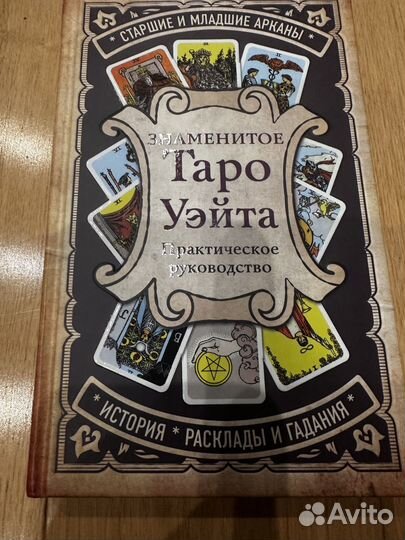 * СТАРШИЕ И МЛАДШИЕ АРКАНЫ *
ЗНАМЕНИТОЕ
Таро
Уэйта
Практическое
руководство
* ИСТОРИЯ * РАСКЛАДЫ И ГАДАНИЯ *
Avito